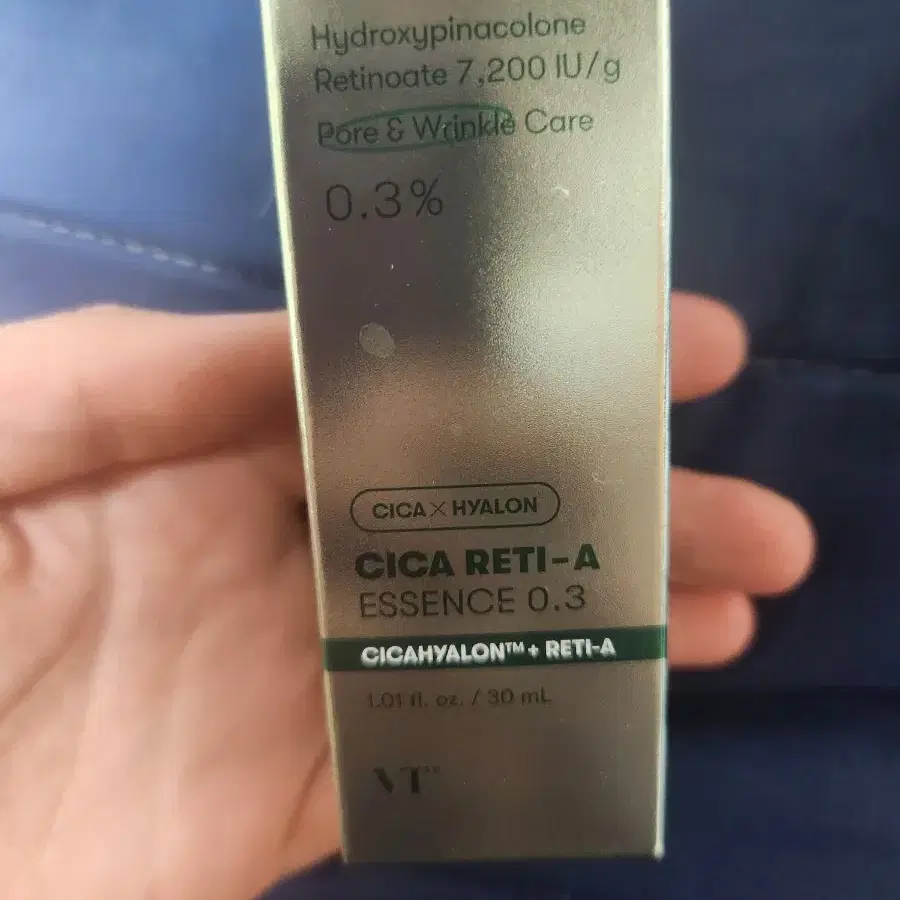 Hydroxypinacolone
Retinoate 7,200 IU/g
Pore & Wrinkle Care
0.3%
CICA × HYALON
CICA RETI-A
ESSENCE 0.3
CICAHYALON™ + RETI-A
1.01 fl. oz. / 30 mL
VT